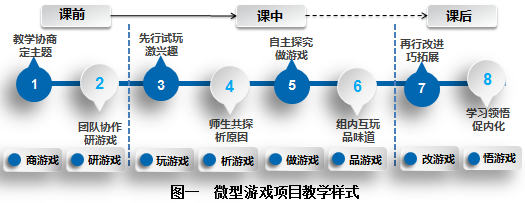 课前
课中
课后
教学协商
定主题
1
2
团队协作
研游戏
先行试玩
激兴趣
3
4
师生共探
析原因
自主探究
做游戏
5
6
组内互玩
品味道
再行改进
巧拓展
7
8
学习领悟
促内化
商游戏
研游戏
玩游戏
析游戏
做游戏
品游戏
改游戏
悟游戏
图一 微型游戏项目教学样式